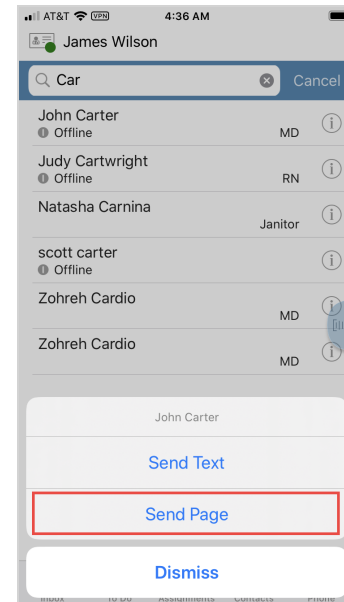 AT&T VPN 4:36 AM
James Wilson
Car Cancel
John Carter
Offline MD
Judy Cartwright
Offline RN
Natasha Carnina
Janitor
scott carter
Offline
Zohreh Cardio
MD
Zohreh Cardio
MD
John Carter
Send Text
Send Page
Dismiss
Inbox To Do Assignments Contacts Phone